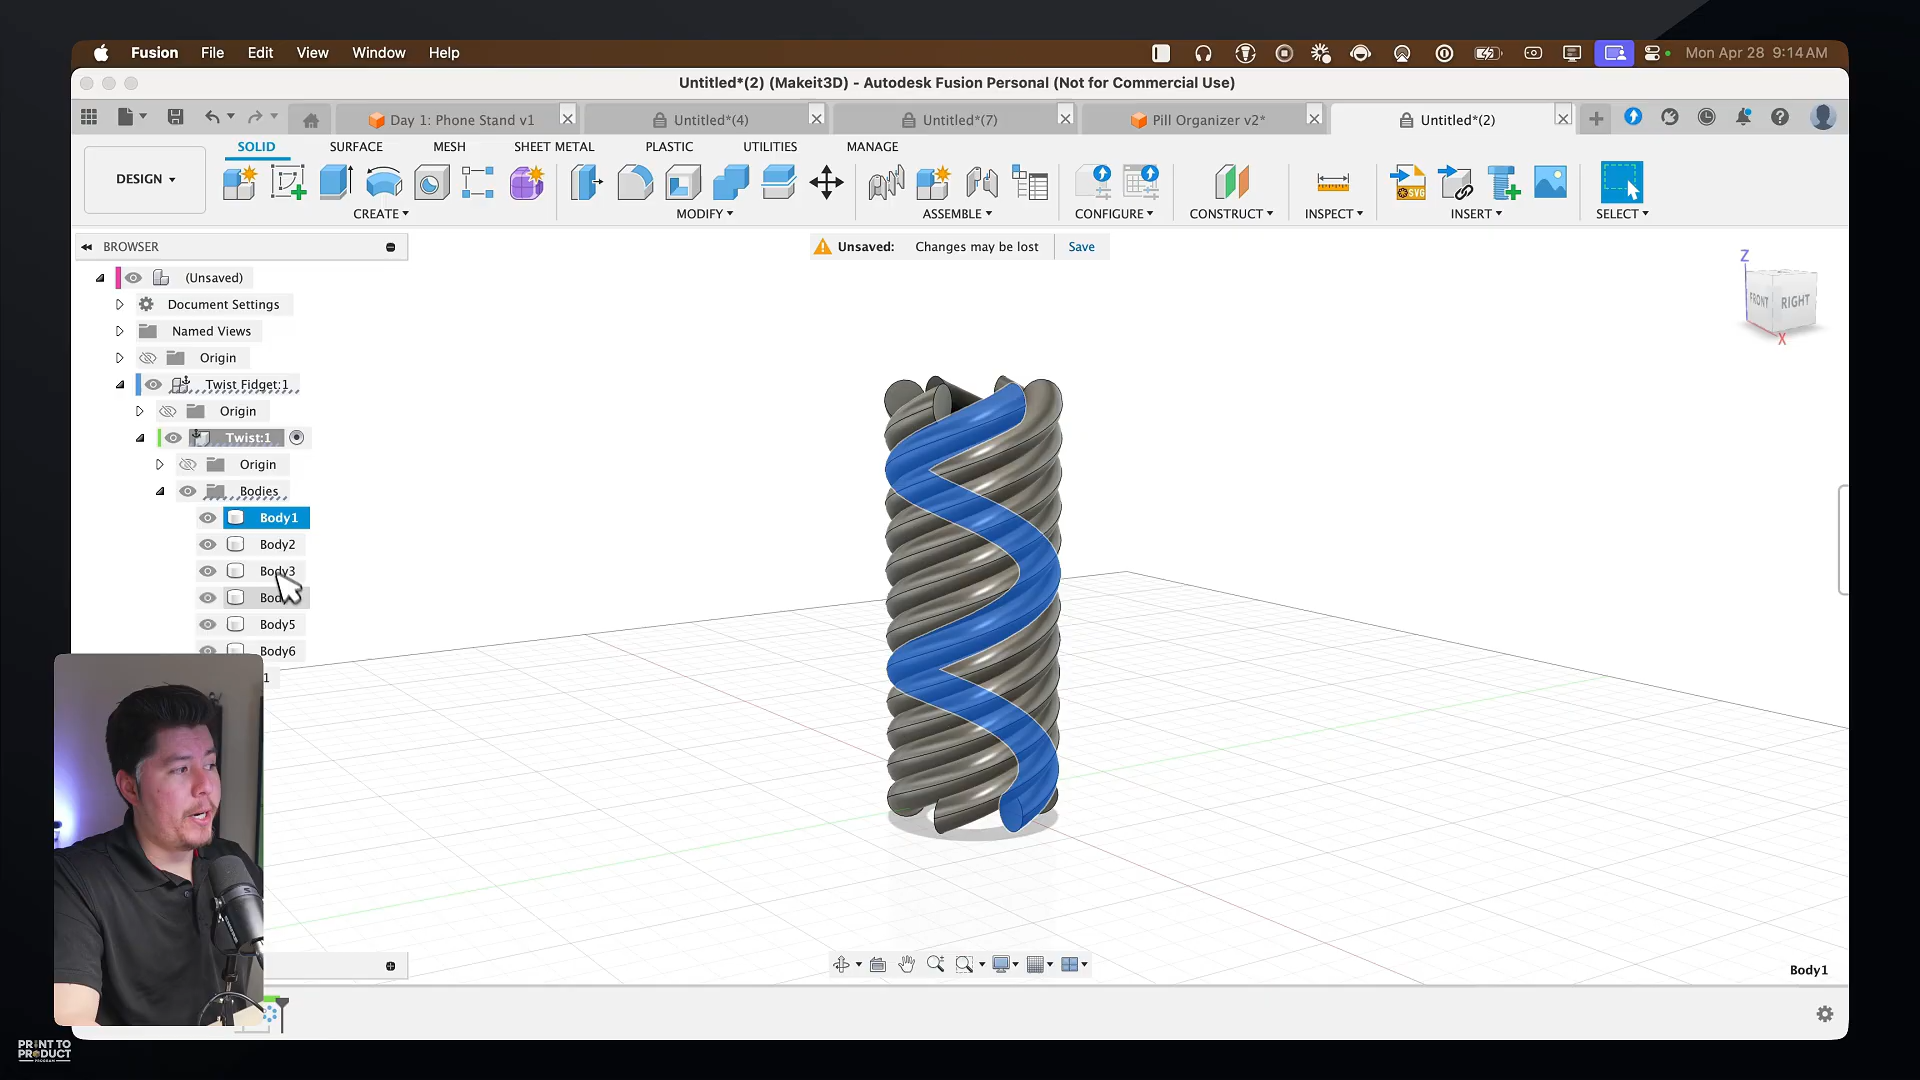 Fusion File Edit View Window Help Mon Apr 28 9:14 AM
Untitled*(2) (Makeit3D) - Autodesk Fusion Personal (Not for Commercial Use)
Day 1: Phone Stand v1 Untitled*(4) Untitled*(7) Pill Organizer v2* Untitled*(2)
SOLID SURFACE MESH SHEET METAL PLASTIC UTILITIES MANAGE
DESIGN
SVG
CREATE MODIFY ASSEMBLE CONFIGURE CONSTRUCT INSPECT INSERT SELECT
BROWSER
Unsaved: Changes may be lost Save
(Unsaved)
Document Settings
Named Views
Origin
Twist Fidget:1
Origin
Twist:1
Origin
Bodies
Body1
Body2
Body3
Body5
Body6
1
Z
FRONT RIGHT
X
Body1
PRINT TO
PRODUCT
PROGRAM